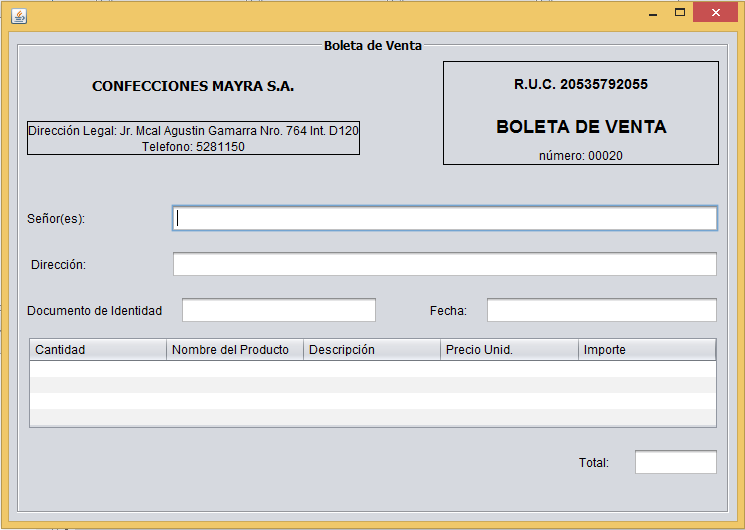 Boleta de Venta
CONFECCIONES MAYRA S.A.
R.U.C. 20535792055
Dirección Legal: Jr. Mcal Agustin Gamarra Nro. 764 Int. D120
Telefono: 5281150
BOLETA DE VENTA
número: 00020
Señor(es):
Dirección:
Documento de Identidad
Fecha:
Cantidad Nombre del Producto Descripción Precio Unid. Importe
Total: